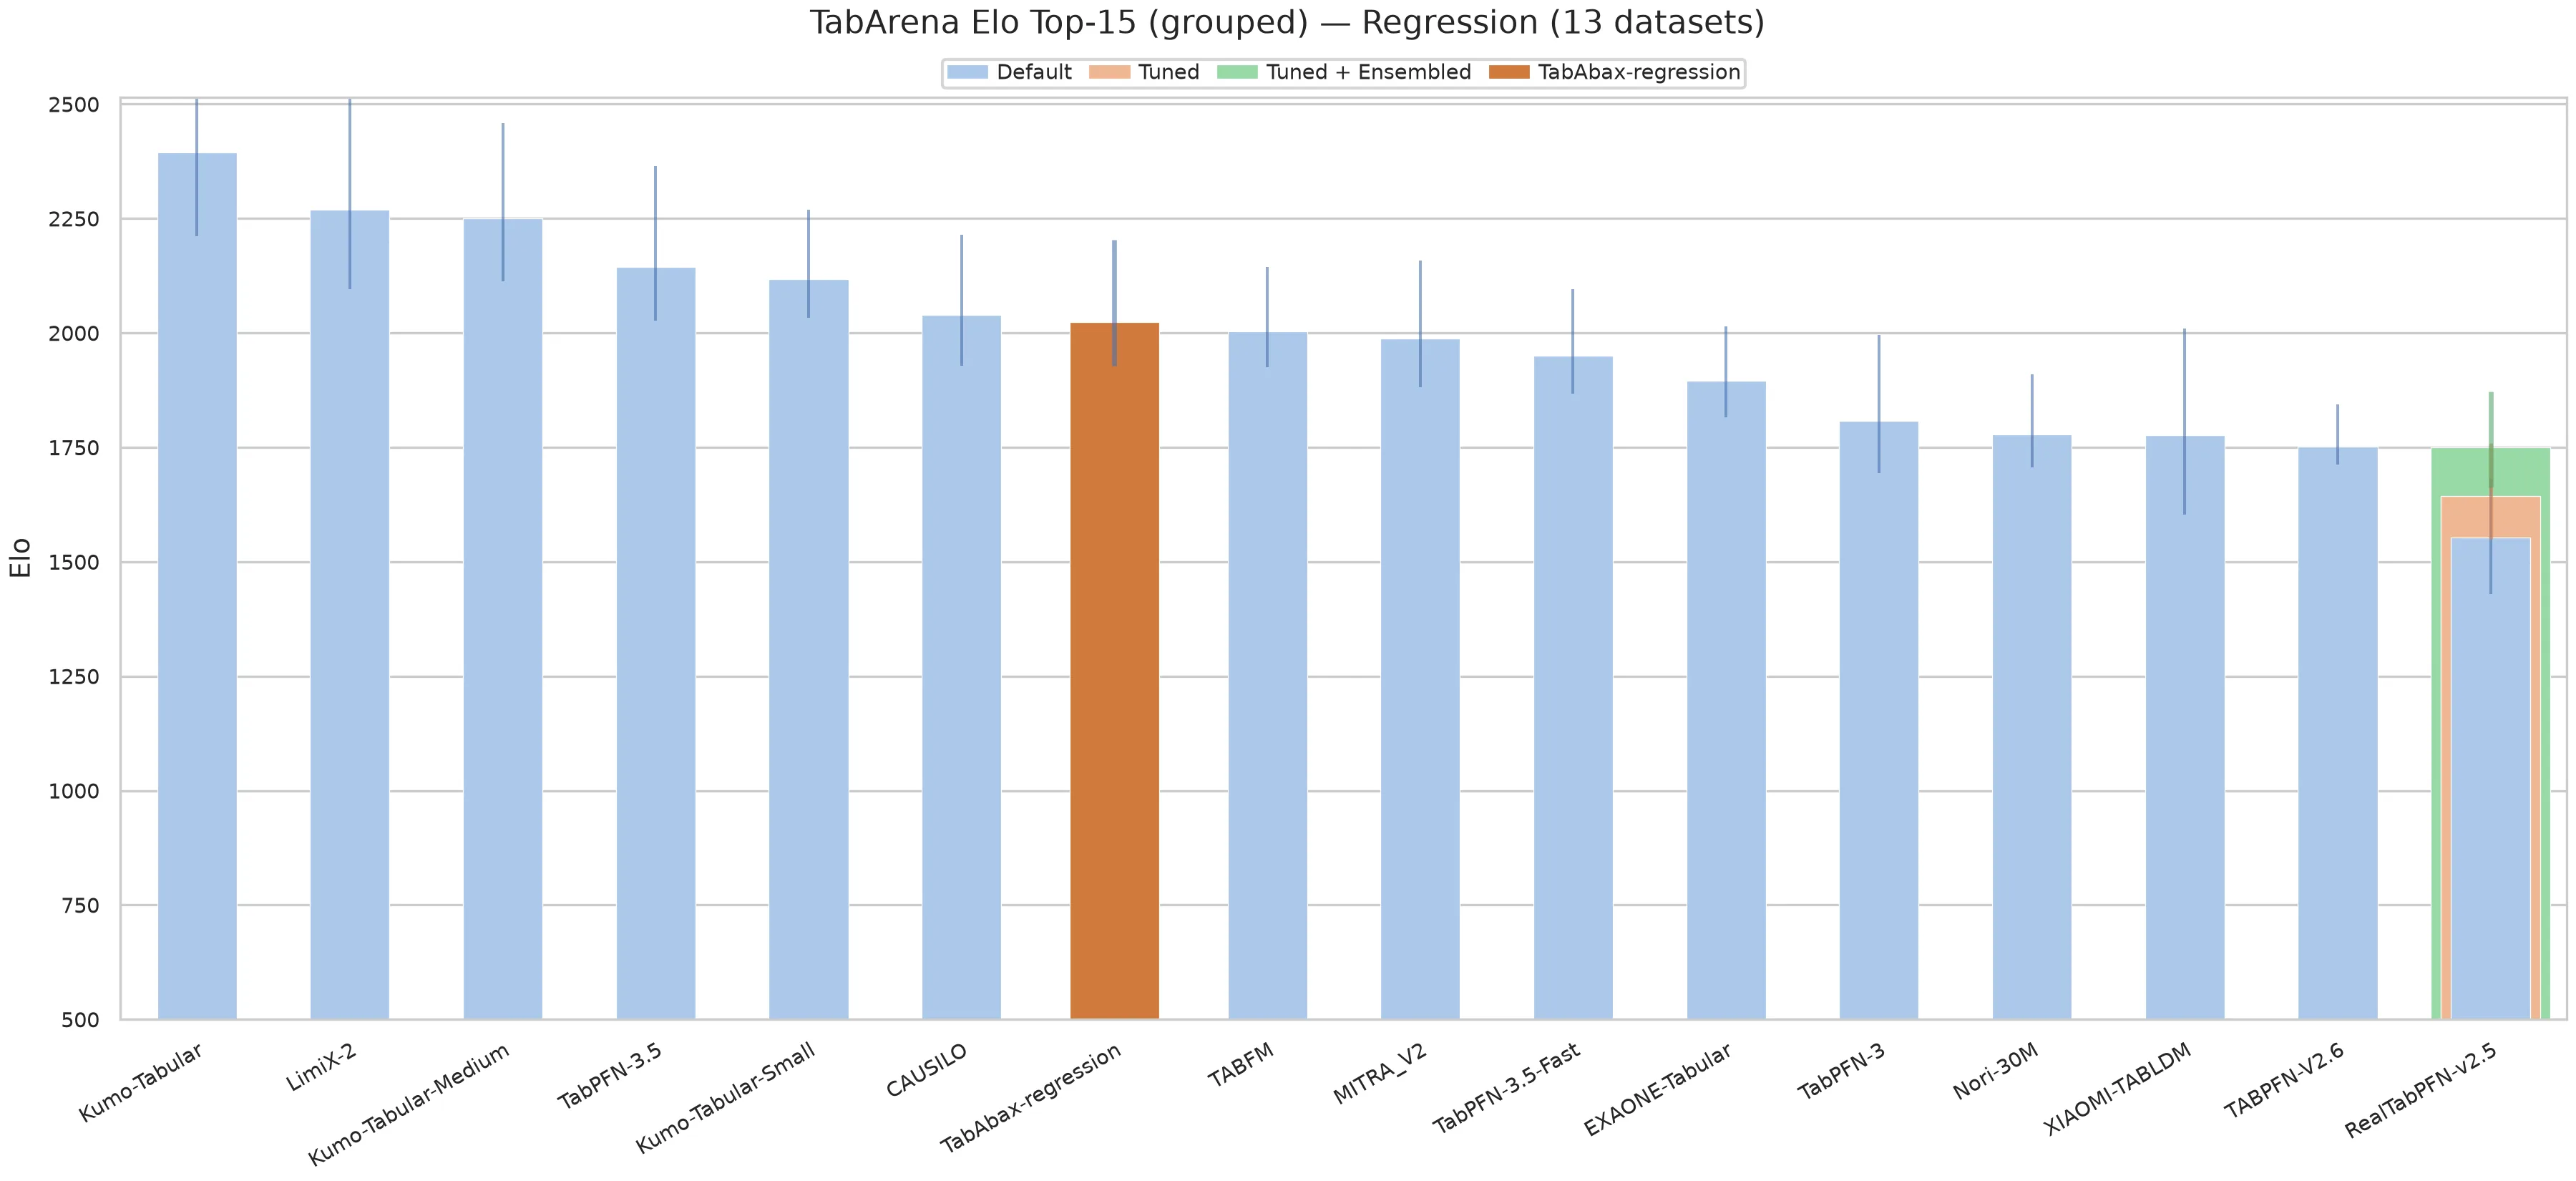 TabArena Elo Top-15 (grouped) — Regression (13 datasets)
Default Tuned Tuned + Ensembled TabAbax-regression
Elo
2500
2250
2000
1750
1500
1250
1000
750
500
Kumo-Tabular
LimiX-2
Kumo-Tabular-Medium
TabPFN-3.5
Kumo-Tabular-Small
CAUSILO
TabAbax-regression
TABFM
MITRA_V2
TabPFN-3.5-Fast
EXAONE-Tabular
TabPFN-3
Nori-30M
XIAOMI-TABLDM
TABPFN-V2.6
RealTabPFN-v2.5